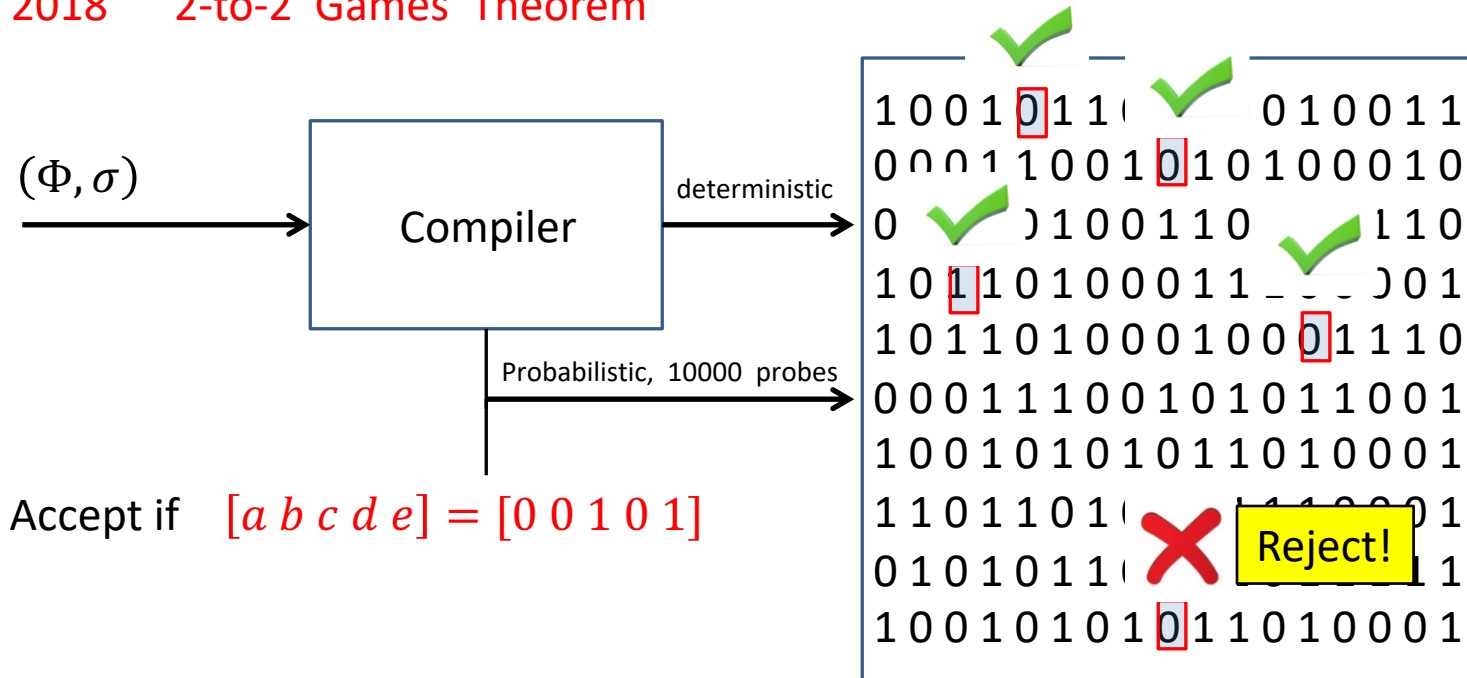 2018 2-to-2 Games Theorem
(Φ, σ)
Compiler
deterministic
Probabilistic, 10000 probes
Accept if [a b c d e] = [0 0 1 0 1]
1 0 0 1 0 1 1 0 1 0 0 1 1
0 0 0 1 1 0 0 1 0 1 0 1 0 0 0 1 0
0 0 1 0 0 1 1 0 1 1 0
1 0 1 1 0 1 0 0 0 1 1 0 0 1
1 0 1 1 0 1 0 0 0 1 0 0 0 1 1 1 0
0 0 0 1 1 1 0 0 1 0 1 0 1 1 0 0 1
1 0 0 1 0 1 0 1 0 1 1 0 1 0 0 0 1
1 1 0 1 1 0 1 0 1
0 1 0 1 0 1 1 0 1
1 0 0 1 0 1 0 1 0 1 1 0 1 0 0 0 1
Reject!